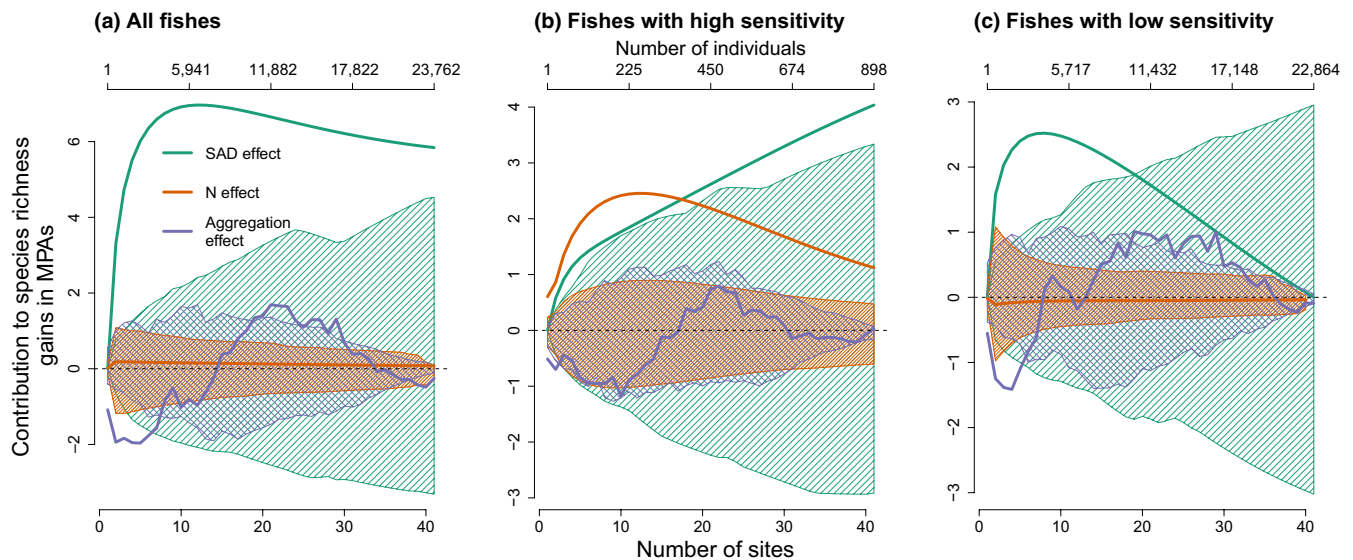 (a) All fishes
(b) Fishes with high sensitivity
(c) Fishes with low sensitivity
Number of individuals
1 5,941 11,882 17,822 23,762
1 225 450 674 898
1 5,717 11,432 17,148 22,864
Contribution to species richness
gains in MPAs
6
4
2
0
−2
SAD effect
N effect
Aggregation
effect
4
3
2
1
0
−1
−2
−3
3
2
1
0
−1
−2
−3
0 10 20 30 40
0 10 20 30 40
0 10 20 30 40
Number of sites